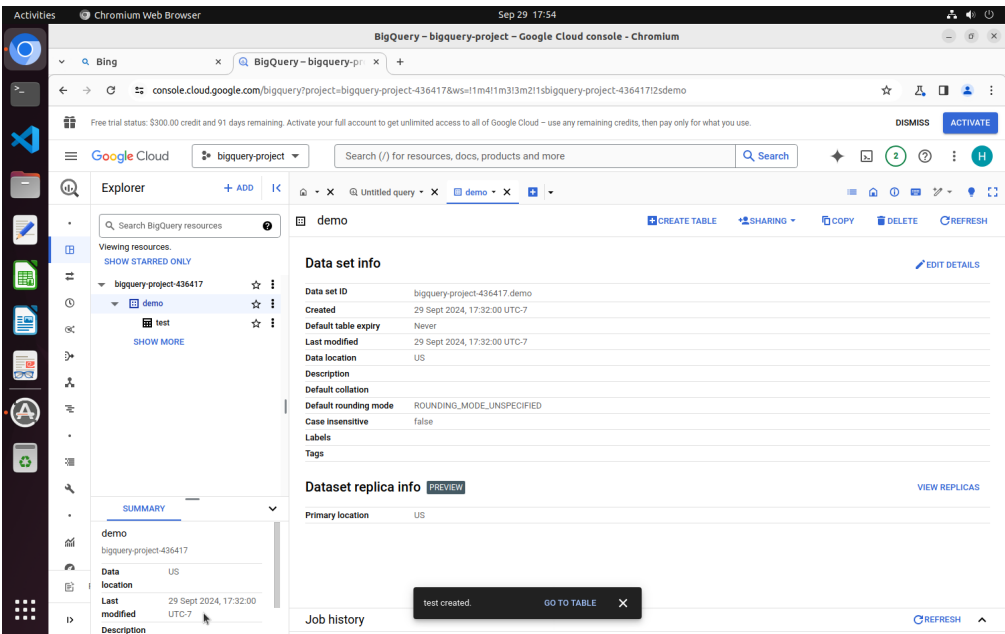 Activities Chromium Web Browser Sep 29 17:54
BigQuery – bigquery-project – Google Cloud console - Chromium
Bing BigQuery – bigquery-pr
console.cloud.google.com/bigquery?project=bigquery-project-436417&ws=!1m4!1m3!3m2!1sbigquery-project-436417!2sdemo
Free trial status: $300.00 credit and 91 days remaining. Activate your full account to get unlimited access to all of Google Cloud – use any remaining credits, then pay only for what you use. DISMISS ACTIVATE
Google Cloud bigquery-project Search (/) for resources, docs, products and more Search 2 H
Explorer + ADD
Untitled query demo
Search BigQuery resources
Viewing resources.
SHOW STARRED ONLY
bigquery-project-436417
demo
test
SHOW MORE
demo CREATE TABLE SHARING COPY DELETE REFRESH
Data set info EDIT DETAILS
Data set ID bigquery-project-436417.demo
Created 29 Sept 2024, 17:32:00 UTC-7
Default table expiry Never
Last modified 29 Sept 2024, 17:32:00 UTC-7
Data location US
Description
Default collation
Default rounding mode ROUNDING_MODE_UNSPECIFIED
Case insensitive false
Labels
Tags
Dataset replica info PREVIEW VIEW REPLICAS
Primary location US
SUMMARY
demo
bigquery-project-436417
Data location US
Last modified 29 Sept 2024, 17:32:00 UTC-7
Description
test created. GO TO TABLE
Job history REFRESH